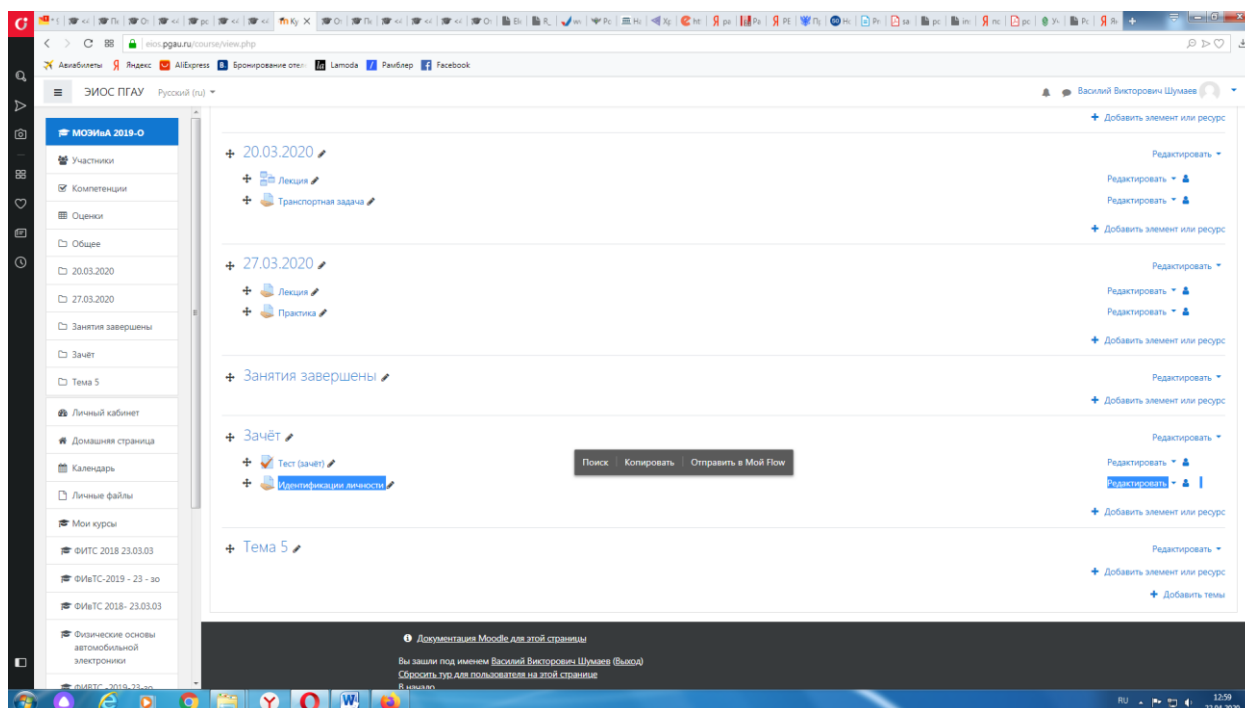 eios.pgau.ru/course/view.php
Авиабилеты Яндекс AliExpress Бронирование отел Lamoda Рамблер Facebook
ЭИОС ПГАУ Русский (ru)
Василий Викторович Шумаев
МОЭИвА 2019-О
Участники
Компетенции
Оценки
Общее
20.03.2020
27.03.2020
Занятия завершены
Зачёт
Тема 5
Личный кабинет
Домашняя страница
Календарь
Личные файлы
Мои курсы
ФИТС 2018 23.03.03
ФИвТС-2019 - 23 - зо
ФИвТС 2018- 23.03.03
Физические основы
автомобильной
электроники
Добавить элемент или ресурс
20.03.2020 Редактировать
Лекция Редактировать
Транспортная задача Редактировать
Добавить элемент или ресурс
27.03.2020 Редактировать
Лекция Редактировать
Практика Редактировать
Добавить элемент или ресурс
Занятия завершены Редактировать
Добавить элемент или ресурс
Зачёт Редактировать
Тест (зачёт) Редактировать
Поиск Копировать Отправить в Мой Flow
Идентификации личности Редактировать
Добавить элемент или ресурс
Тема 5 Редактировать
Добавить элемент или ресурс
Добавить темы
Документация Moodle для этой страницы
Вы зашли под именем Василий Викторович Шумаев (Выход)
Сбросить тур для пользователя на этой странице
В начало
RU 12:59